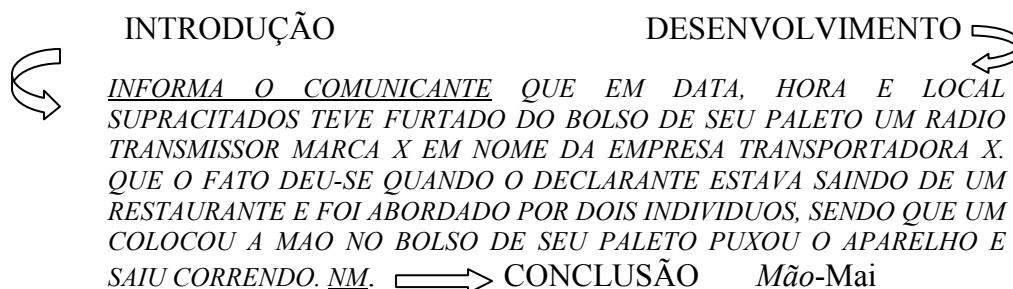 INTRODUÇÃO DESENVOLVIMENTO
INFORMA O COMUNICANTE QUE EM DATA, HORA E LOCAL
SUPRACITADOS TEVE FURTADO DO BOLSO DE SEU PALETO UM RADIO
TRANSMISSOR MARCA X EM NOME DA EMPRESA TRANSPORTADORA X.
QUE O FATO DEU-SE QUANDO O DECLARANTE ESTAVA SAINDO DE UM
RESTAURANTE E FOI ABORDADO POR DOIS INDIVIDUOS, SENDO QUE UM
COLOCOU A MAO NO BOLSO DE SEU PALETO PUXOU O APARELHO E
SAIU CORRENDO. NM. CONCLUSÃO Mão-Mai